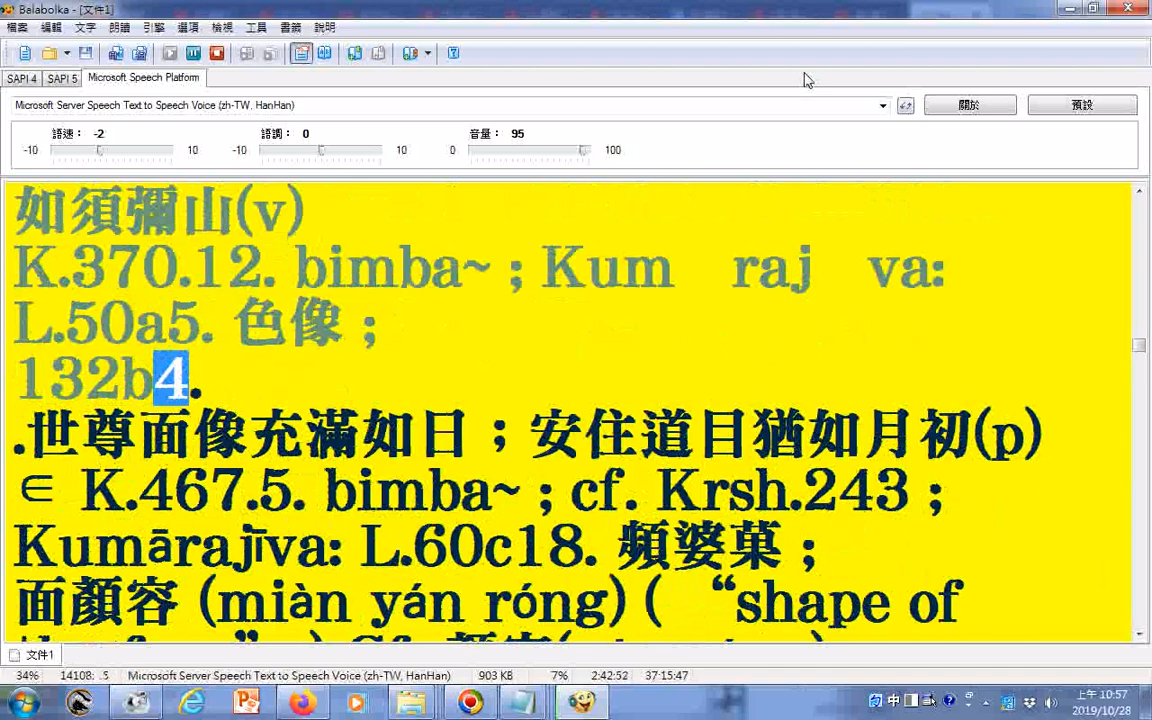 Balabolka - [文件1]
檔案 編輯 文字 朗讀 引擎 選項 檢視 工具 書籤 說明
SAPI 4 SAPI 5 Microsoft Speech Platform
Microsoft Server Speech Text to Speech Voice (zh-TW, HanHan) 關於 預設
語速： -2 語調： 0 音量： 95
-10 10 -10 10 0 100
如須彌山(v)
K.370.12. bimba~ ; Kum raj va:
L.50a5. 色像；
132b4.
.世尊面像充滿如日；安住道目猶如月初(p)
∈ K.467.5. bimba~ ; cf. Krsh.243；
Kumārajīva: L.60c18. 頻婆菓；
面顏容 (miàn yán róng) ( “shape of
文件1
34% 14108: .5 Microsoft Server Speech Text to Speech Voice (zh-TW, HanHan) 903 KB 7% 2:42:52 37:15:47
中 上午 10:57
2019/10/28